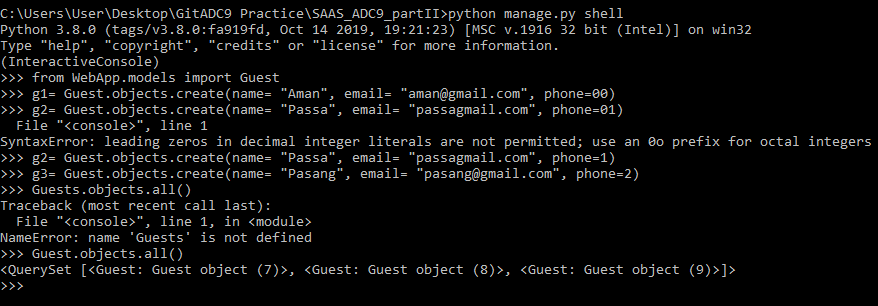 C:\Users\User\Desktop\GitADC9 Practice\SAAS_ADC9_partII>python manage.py shell
Python 3.8.0 (tags/v3.8.0:fa919fd, Oct 14 2019, 19:21:23) [MSC v.1916 32 bit (Intel)] on win32
Type "help", "copyright", "credits" or "license" for more information.
(InteractiveConsole)
>>> from WebApp.models import Guest
>>> g1= Guest.objects.create(name= "Aman", email= "aman@gmail.com", phone=00)
>>> g2= Guest.objects.create(name= "Passa", email= "passagmail.com", phone=01)
  File "<console>", line 1
SyntaxError: leading zeros in decimal integer literals are not permitted; use an 0o prefix for octal integers
>>> g2= Guest.objects.create(name= "Passa", email= "passagmail.com", phone=1)
>>> g3= Guest.objects.create(name= "Pasang", email= "pasang@gmail.com", phone=2)
>>> Guests.objects.all()
Traceback (most recent call last):
  File "<console>", line 1, in <module>
NameError: name 'Guests' is not defined
>>> Guest.objects.all()
<QuerySet [<Guest: Guest object (7)>, <Guest: Guest object (8)>, <Guest: Guest object (9)>]>
>>>